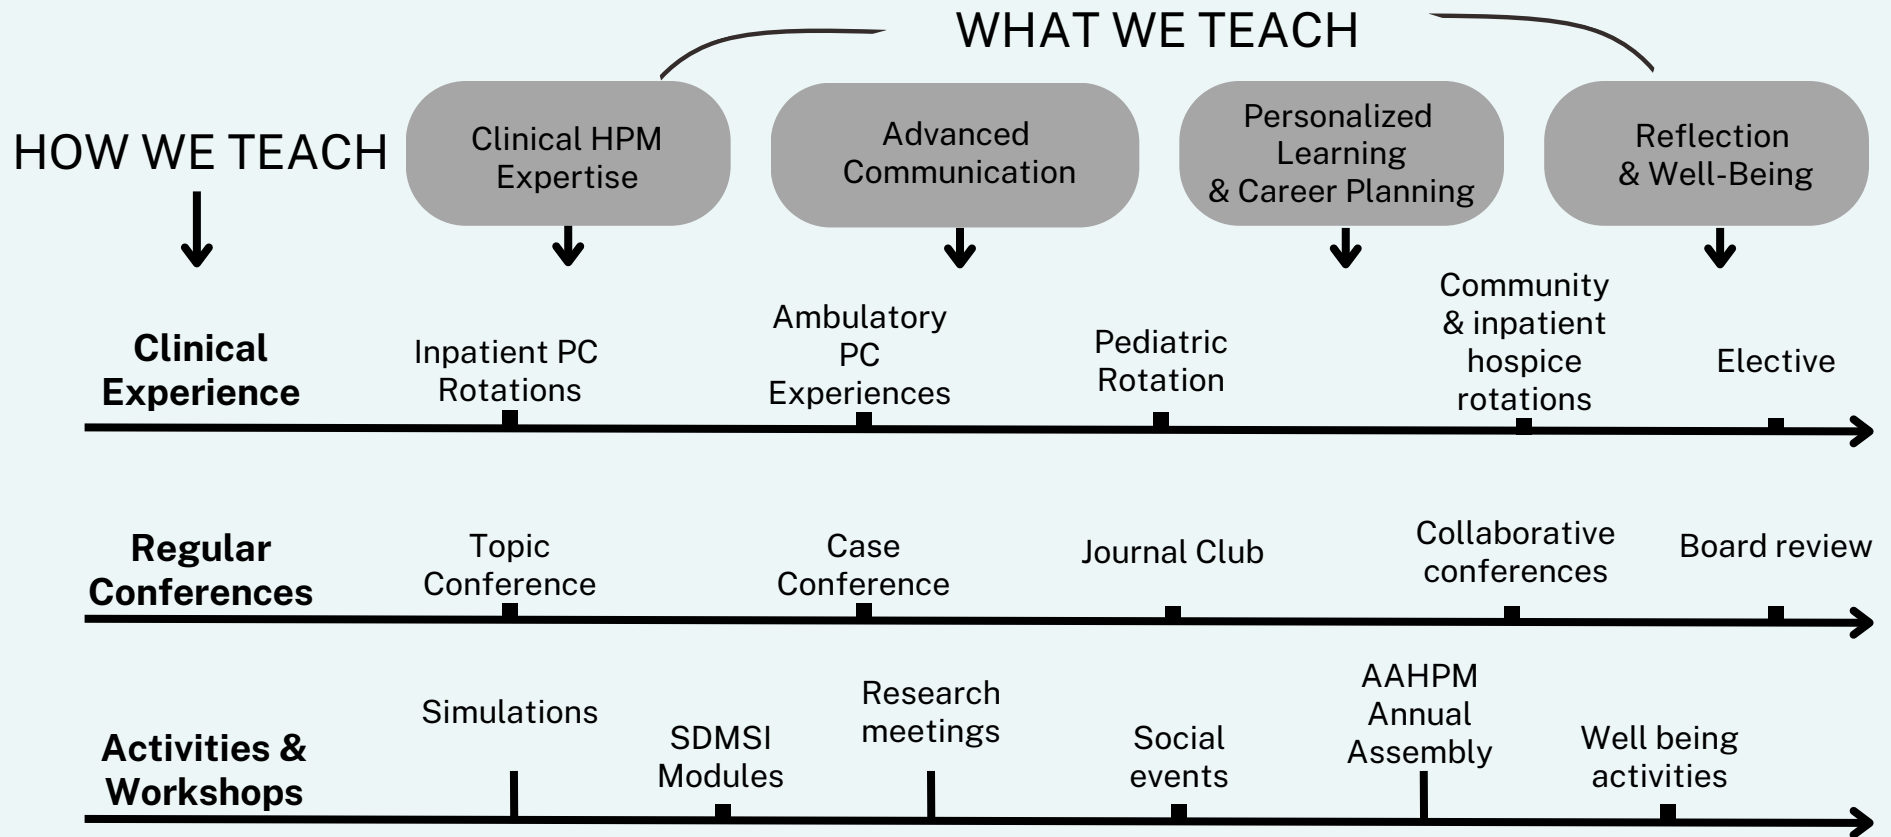 WHAT WE TEACH
HOW WE TEACH
Clinical HPM
Expertise
Advanced
Communication
Personalized
Learning
& Career Planning
Reflection
& Well-Being
Clinical
Experience
Inpatient PC
Rotations
Ambulatory
PC
Experiences
Pediatric
Rotation
Community
& inpatient
hospice
rotations
Elective
Regular
Conferences
Topic
Conference
Case
Conference
Journal Club
Collaborative
conferences
Board review
Activities &
Workshops
Simulations
SDMSI
Modules
Research
meetings
Social
events
AAHPM
Annual
Assembly
Well being
activities